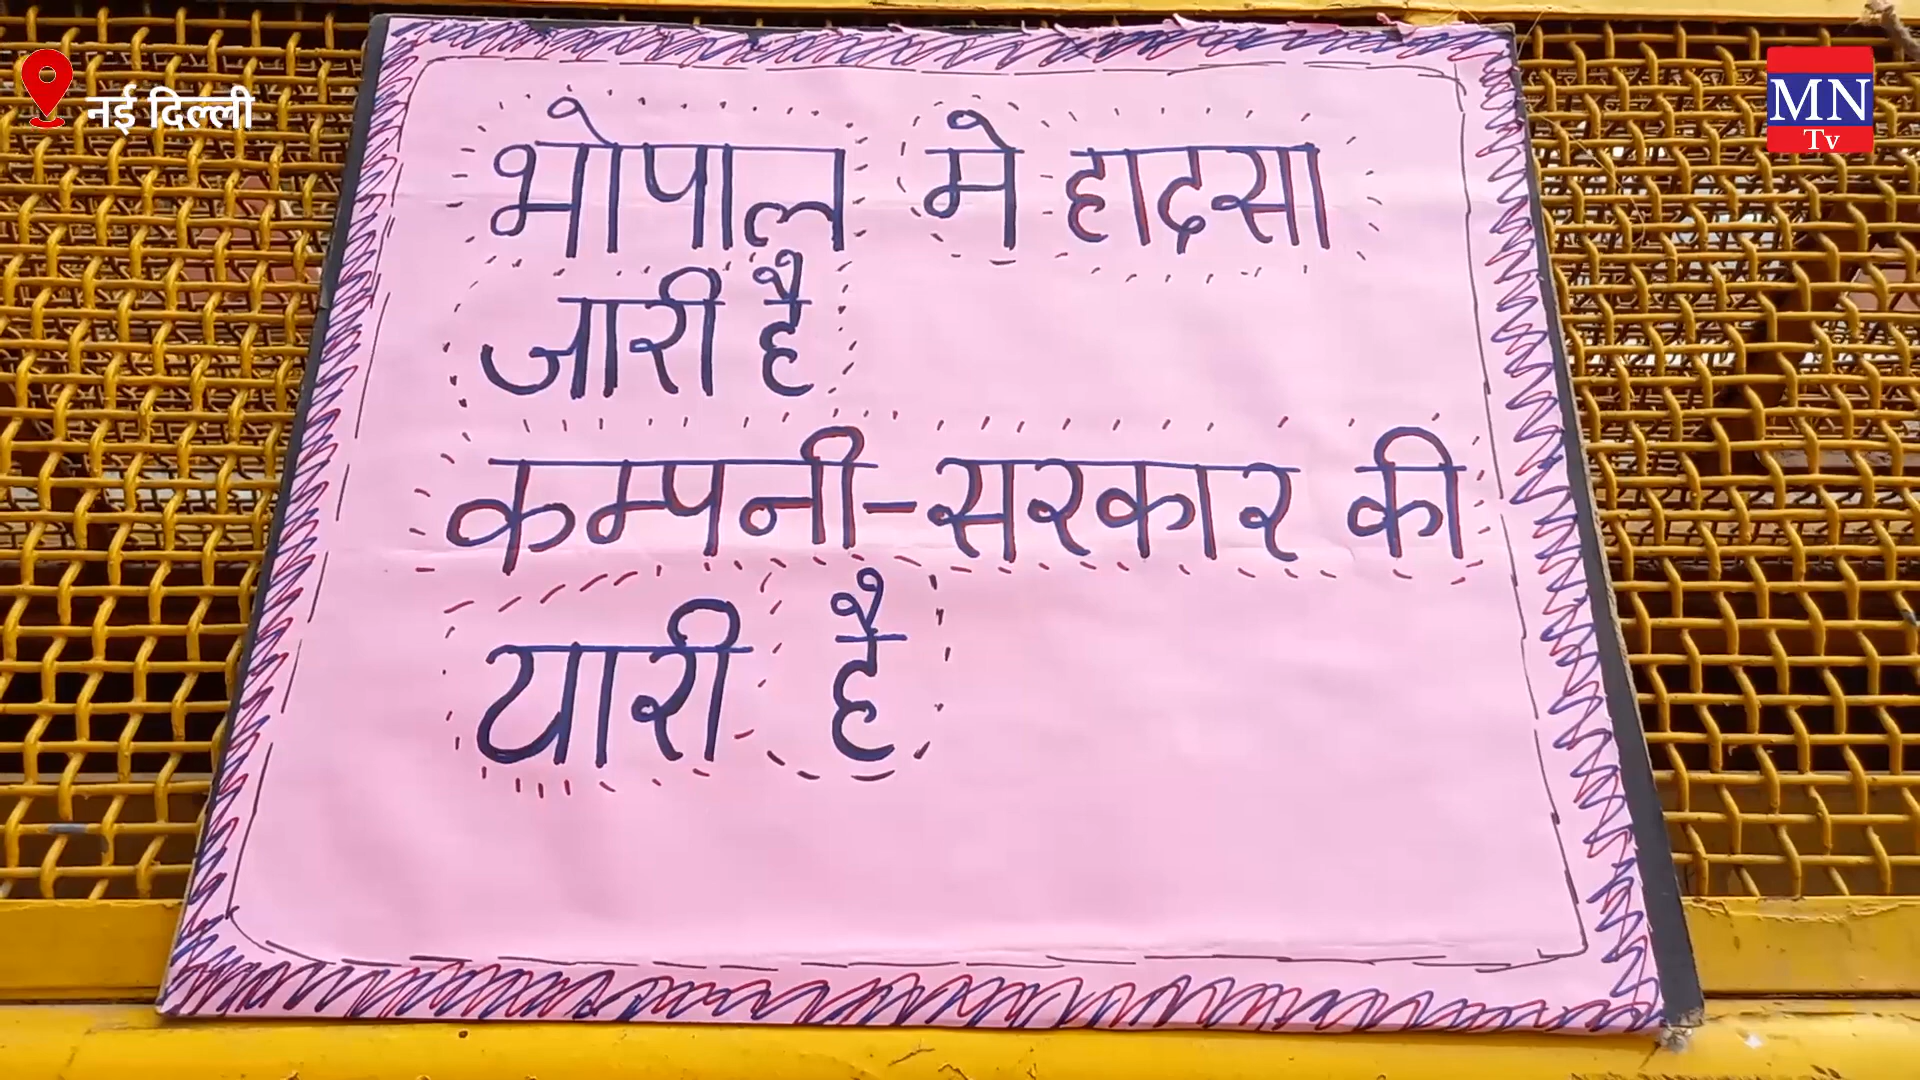 नई दिल्ली
MN
Tv
भोपाल मे हादसा
जारी है
कम्पनी-सरकार की
यारी है